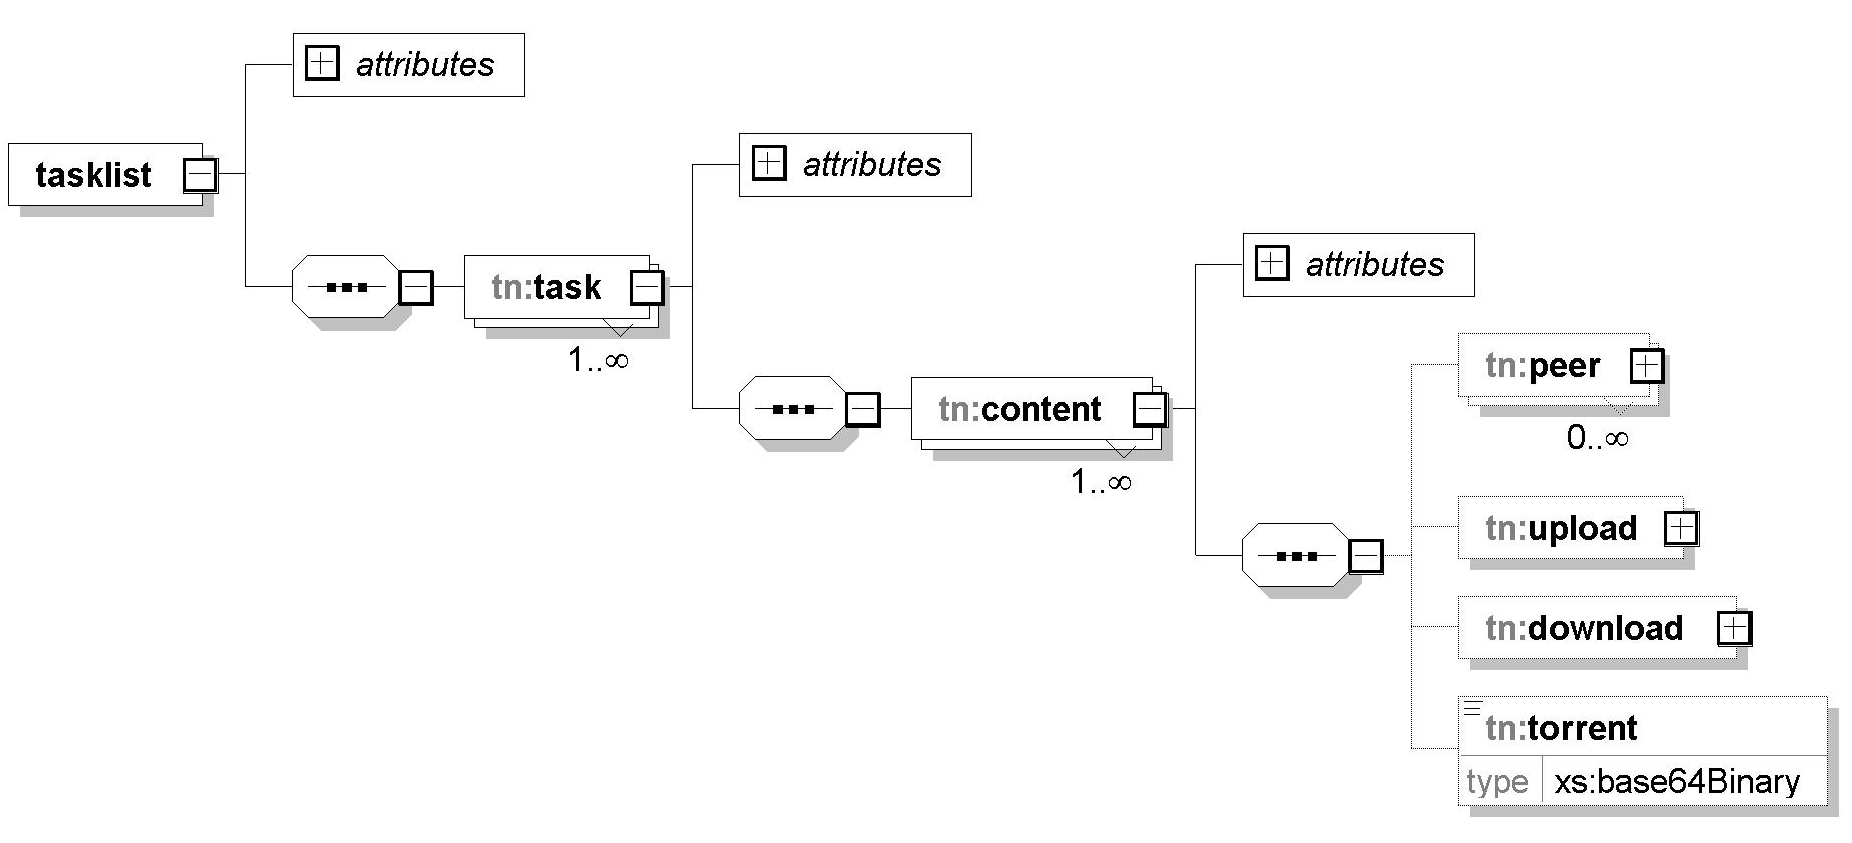 attributes
tasklist
attributes
tn:task
1..∞
attributes
tn:content
1..∞
tn:peer
0..∞
tn:upload
tn:download
tn:torrent
type xs:base64Binary